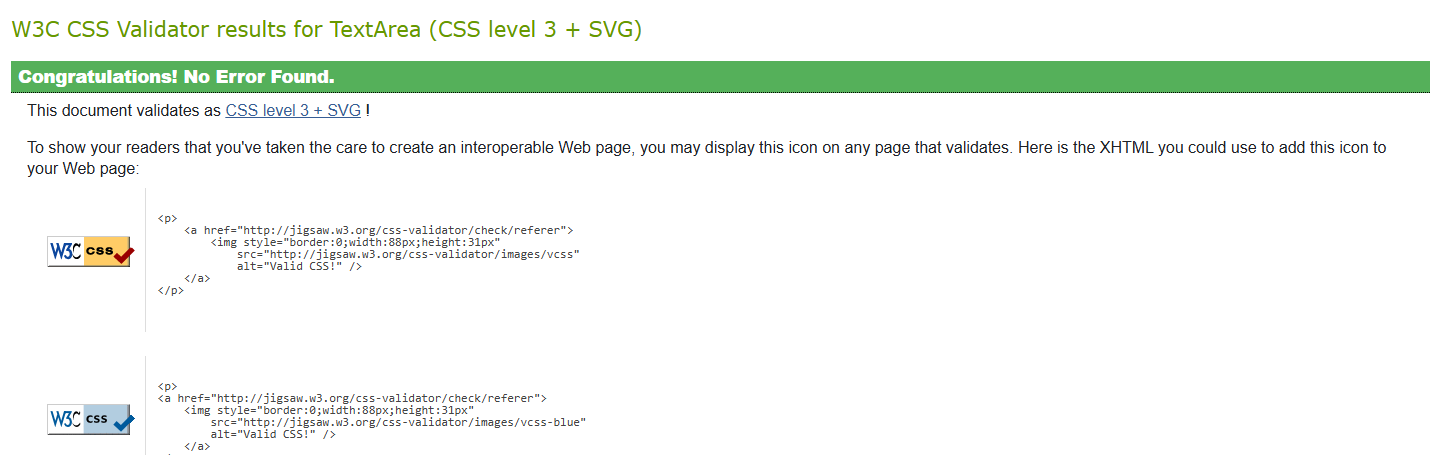 W3C CSS Validator results for TextArea (CSS level 3 + SVG)
Congratulations! No Error Found.
This document validates as CSS level 3 + SVG !
To show your readers that you've taken the care to create an interoperable Web page, you may display this icon on any page that validates. Here is the XHTML you could use to add this icon to
your Web page:
W3C css
<p>
<a href="http://jigsaw.w3.org/css-validator/check/referer">
<img style="border:0;width:88px;height:31px"
src="http://jigsaw.w3.org/css-validator/images/vcss"
alt="Valid CSS!" />
</a>
</p>
W3C css
<p>
<a href="http://jigsaw.w3.org/css-validator/check/referer">
<img style="border:0;width:88px;height:31px"
src="http://jigsaw.w3.org/css-validator/images/vcss-blue"
alt="Valid CSS!" />
</a>